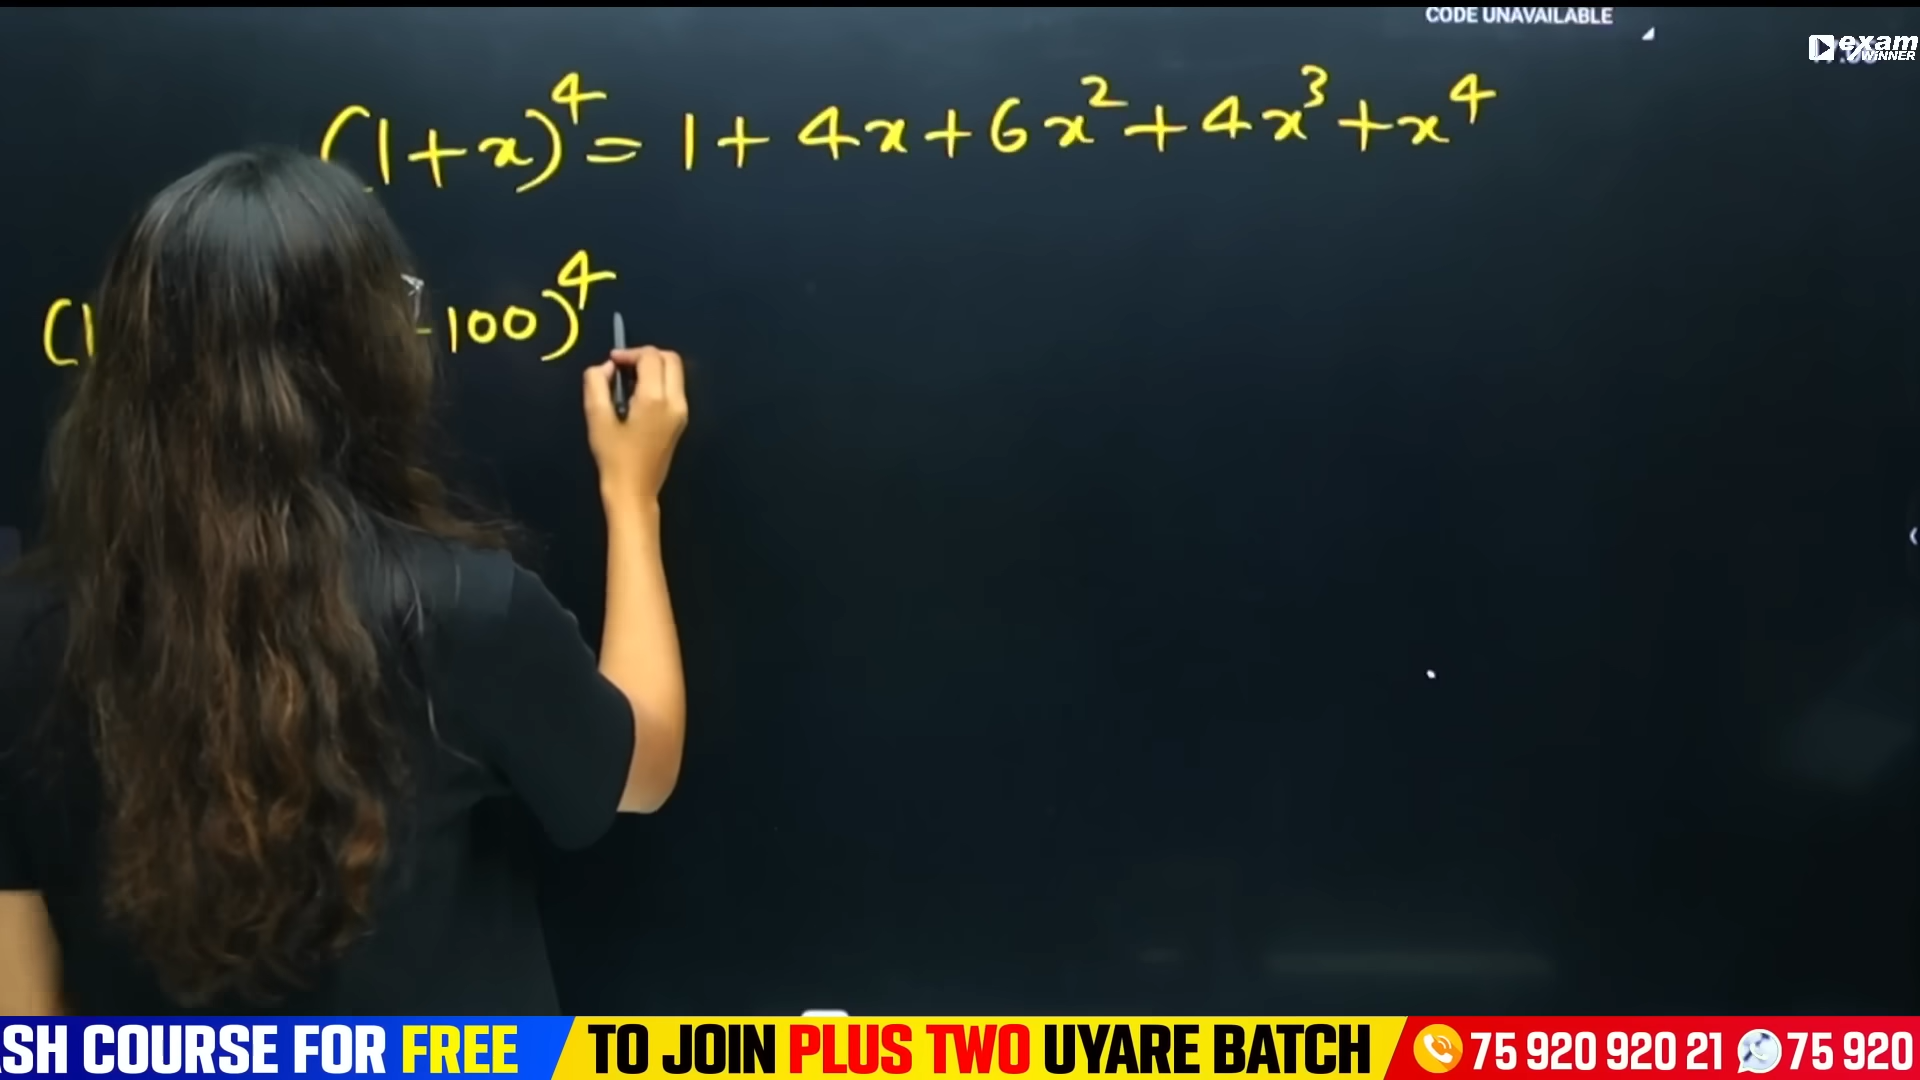 CODE UNAVAILABLE
exam
WINNER
(1+x)⁴ = 1 + 4x + 6x² + 4x³ + x⁴
(1 -100)⁴
SH COURSE FOR FREE TO JOIN PLUS TWO UYARE BATCH 75 920 920 21 75 920